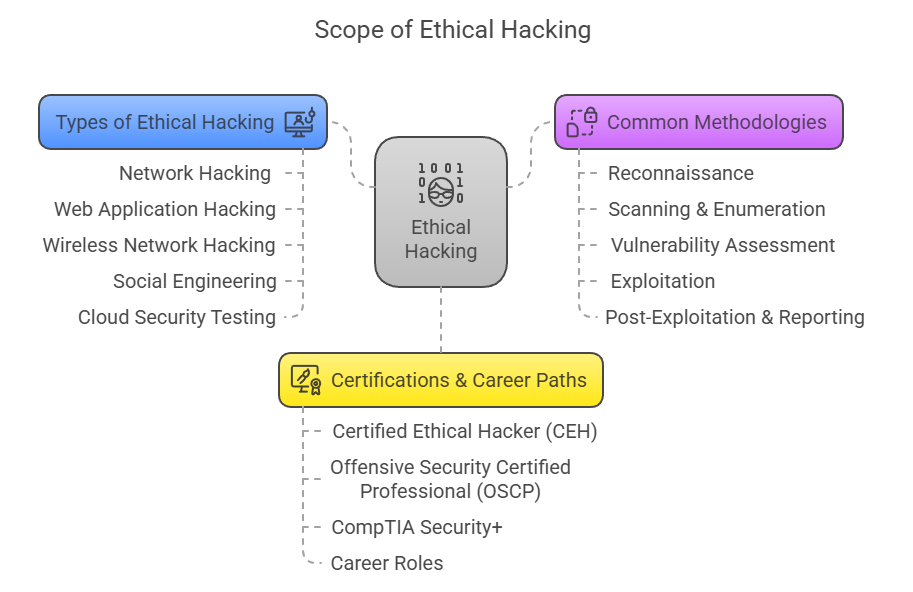 Scope of Ethical Hacking
Types of Ethical Hacking
Network Hacking
Web Application Hacking
Wireless Network Hacking
Social Engineering
Cloud Security Testing
1 0 0 1
0 1
1 0
Ethical
Hacking
Common Methodologies
Reconnaissance
Scanning & Enumeration
Vulnerability Assessment
Exploitation
Post-Exploitation & Reporting
Certifications & Career Paths
Certified Ethical Hacker (CEH)
Offensive Security Certified
Professional (OSCP)
CompTIA Security+
Career Roles